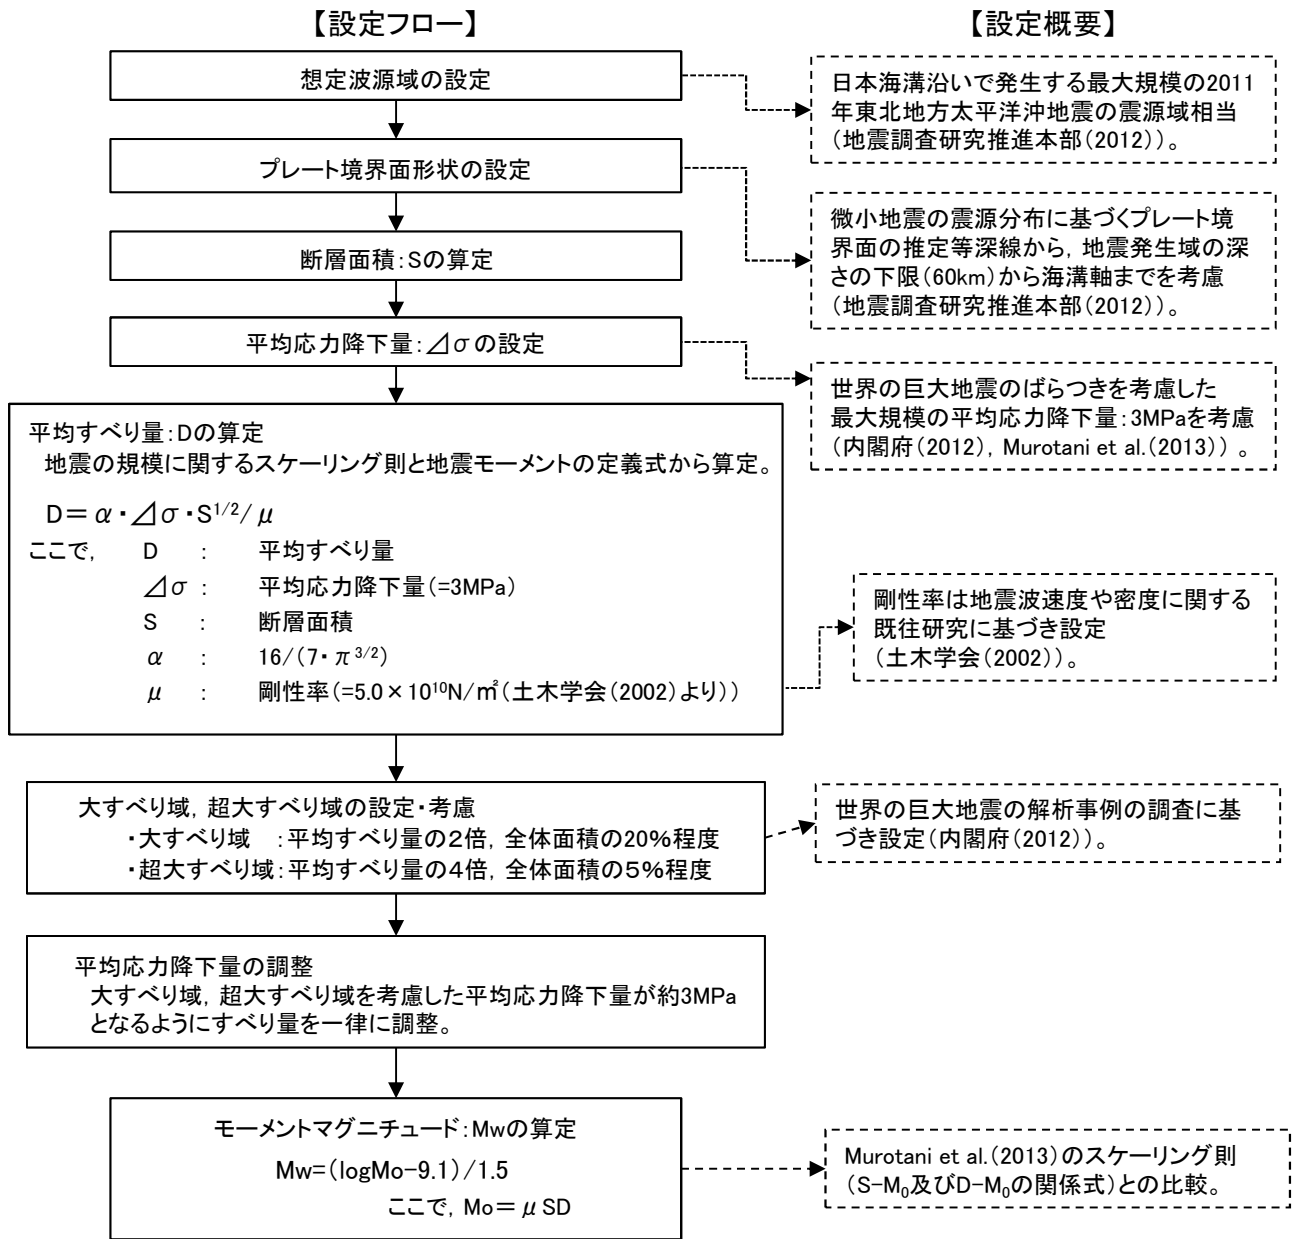 【設定フロー】
【設定概要】
想定波源域の設定
日本海溝沿いで発生する最大規模の2011
年東北地方太平洋沖地震の震源域相当
(地震調査研究推進本部(2012))。
プレート境界面形状の設定
微小地震の震源分布に基づくプレート境
界面の推定等深線から,地震発生域の深
さの下限(60km)から海溝軸までを考慮
(地震調査研究推進本部(2012))。
断層面積:Sの算定
平均応力降下量:⊿σの設定
世界の巨大地震のばらつきを考慮した
最大規模の平均応力降下量:3MPaを考慮
(内閣府(2012), Murotani et al.(2013)) 。
平均すべり量:Dの算定
地震の規模に関するスケーリング則と地震モーメントの定義式から算定。
D=α・⊿σ・S^{1/2}/μ
ここで, D : 平均すべり量
⊿σ : 平均応力降下量(=3MPa)
S : 断層面積
α : 16/(7・π^{3/2})
μ : 剛性率(=5.0×10^{10}N/㎡(土木学会(2002)より))
剛性率は地震波速度や密度に関する
既往研究に基づき設定
(土木学会(2002))。
大すべり域,超大すべり域の設定・考慮
・大すべり域 :平均すべり量の2倍,全体面積の20%程度
・超大すべり域:平均すべり量の4倍,全体面積の5%程度
世界の巨大地震の解析事例の調査に基
づき設定(内閣府(2012))。
平均応力降下量の調整
大すべり域,超大すべり域を考慮した平均応力降下量が約3MPa
となるようにすべり量を一律に調整。
モーメントマグニチュード:Mwの算定
Mw=(logMo-9.1)/1.5
ここで, Mo=μSD
Murotani et al.(2013)のスケーリング則
(S-M₀及びD-M₀の関係式)との比較。